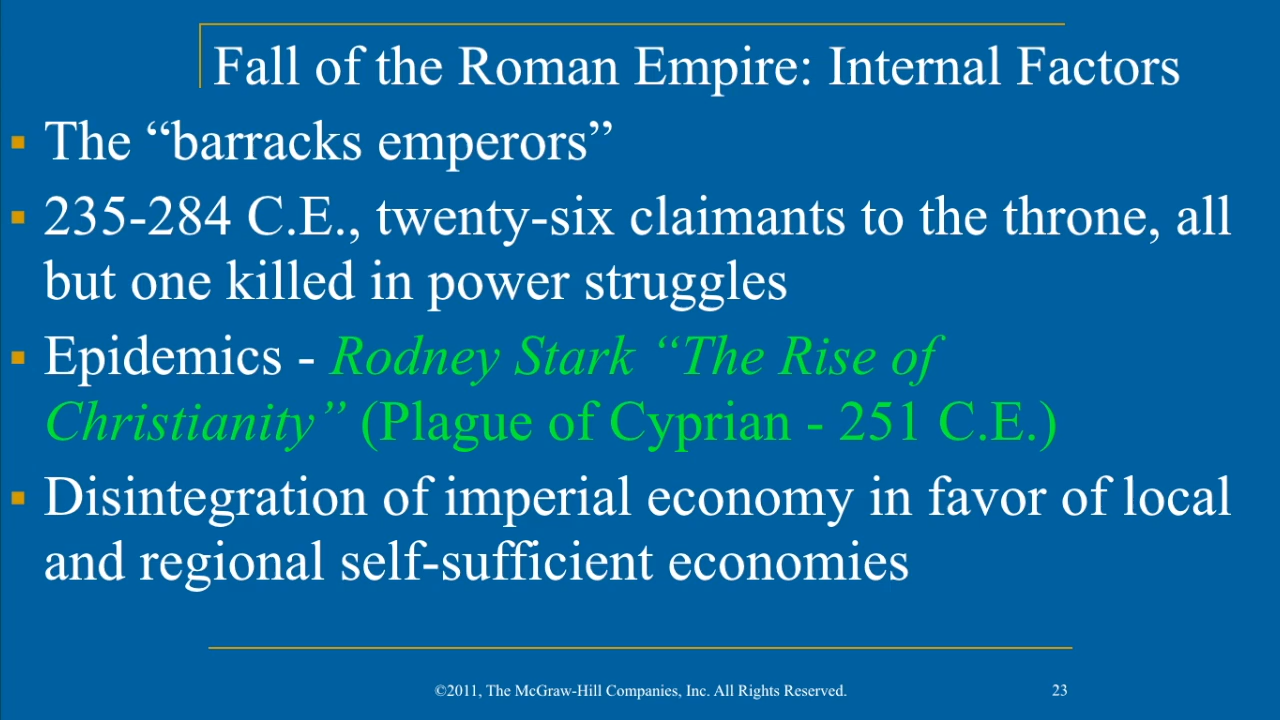 Fall of the Roman Empire: Internal Factors
▪ The “barracks emperors”
▪ 235-284 C.E., twenty-six claimants to the throne, all
but one killed in power struggles
▪ Epidemics - Rodney Stark “The Rise of
Christianity” (Plague of Cyprian - 251 C.E.)
▪ Disintegration of imperial economy in favor of local
and regional self-sufficient economies
©2011, The McGraw-Hill Companies, Inc. All Rights Reserved.
23